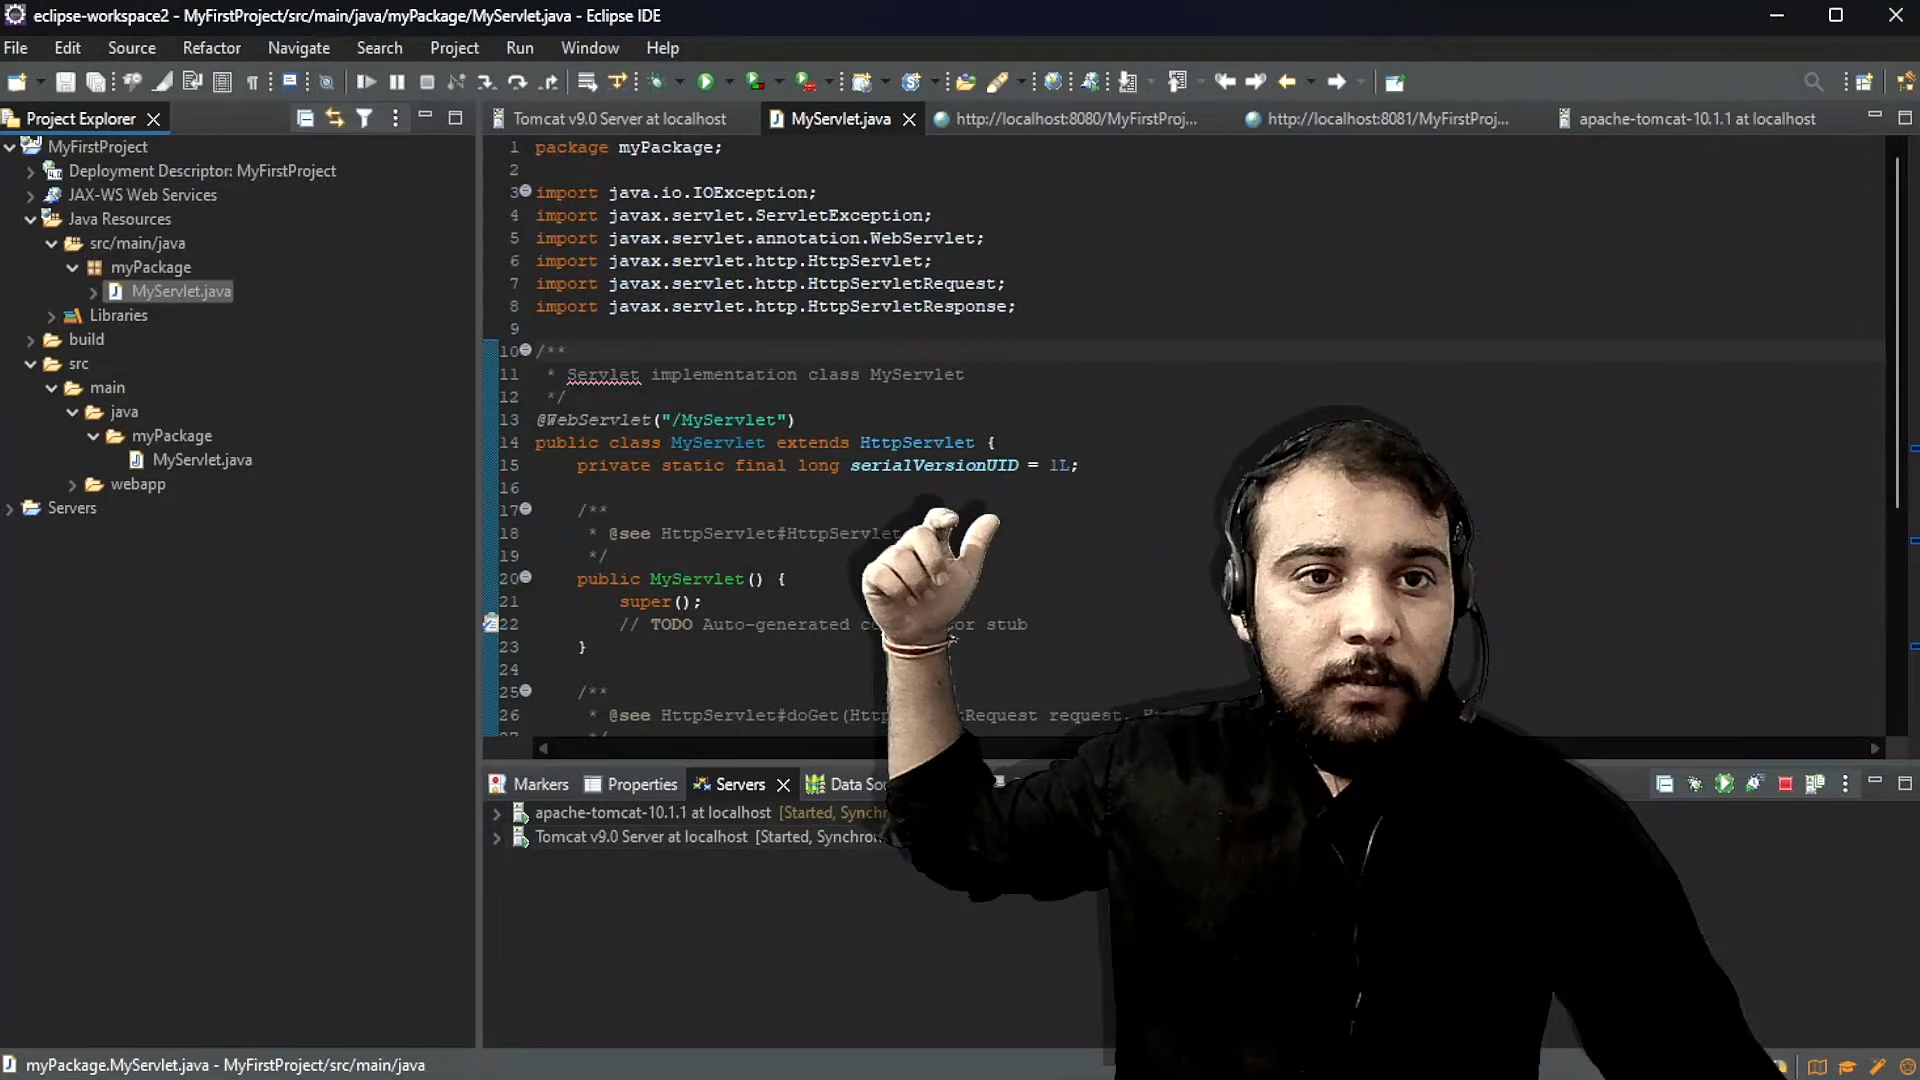 eclipse-workspace2 - MyFirstProject/src/main/java/myPackage/MyServlet.java - Eclipse IDE
File Edit Source Refactor Navigate Search Project Run Window Help
Project Explorer
MyFirstProject
Deployment Descriptor: MyFirstProject
JAX-WS Web Services
Java Resources
src/main/java
myPackage
MyServlet.java
Libraries
build
src
main
java
myPackage
MyServlet.java
webapp
Servers
Tomcat v9.0 Server at localhost MyServlet.java http://localhost:8080/MyFirstProj... http://localhost:8081/MyFirstProj... apache-tomcat-10.1.1 at localhost
1 package myPackage;
2
3 import java.io.IOException;
4 import javax.servlet.ServletException;
5 import javax.servlet.annotation.WebServlet;
6 import javax.servlet.http.HttpServlet;
7 import javax.servlet.http.HttpServletRequest;
8 import javax.servlet.http.HttpServletResponse;
9
10 /**
11 * Servlet implementation class MyServlet
12 */
13 @WebServlet("/MyServlet")
14 public class MyServlet extends HttpServlet {
15 private static final long serialVersionUID = 1L;
16
17 /**
18 * @see HttpServlet#HttpServlet
19 */
20 public MyServlet() {
21 super();
22 // TODO Auto-generated stub
23 }
24
25 /**
26 * @see HttpServlet#doGet( request,
Markers Properties Servers Data
apache-tomcat-10.1.1 at localhost [Started,
Tomcat v9.0 Server at localhost [Started,
myPackage.MyServlet.java - MyFirstProject/src/main/java